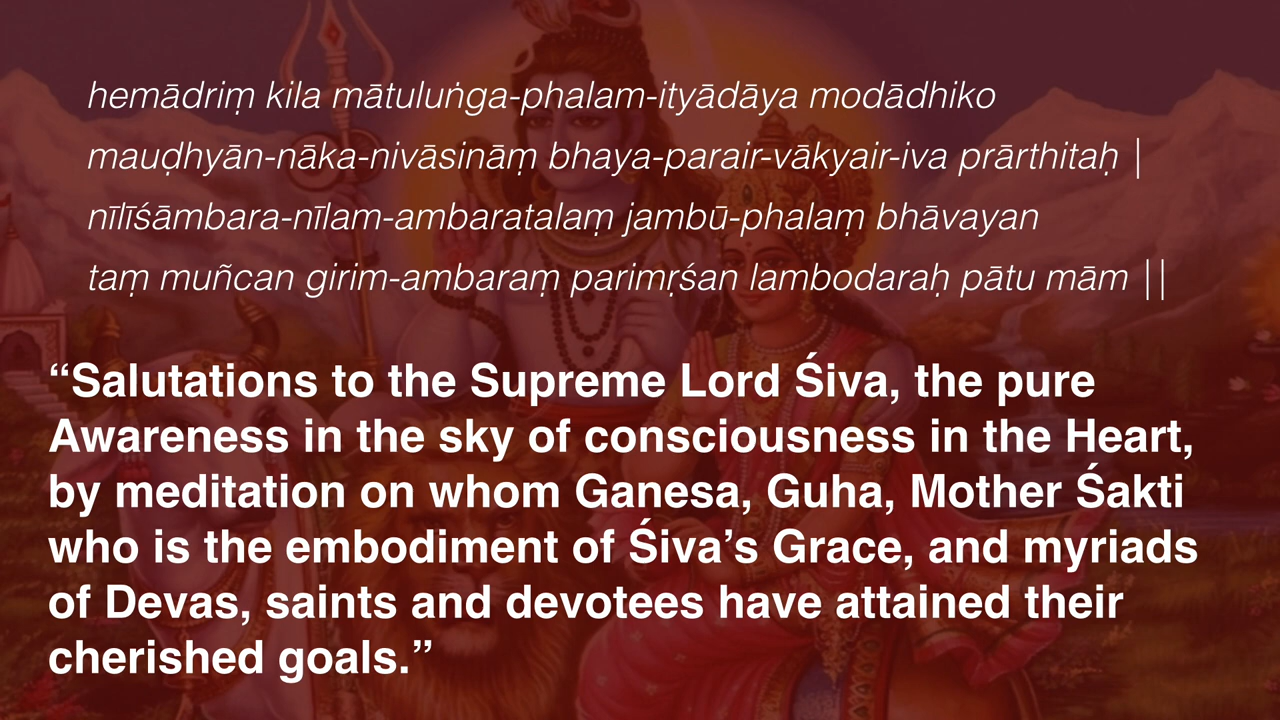 hemādriṃ kila mātuluṅga-phalam-ityādāya modādhiko
mauḍhyān-nāka-nivāsināṃ bhaya-parair-vākyair-iva prārthitaḥ |
nīlīśāmbara-nīlam-ambaratalaṃ jambū-phalaṃ bhāvayan
taṃ muñcan girim-ambaraṃ parimṛśan lambodaraḥ pātu mām ||
“Salutations to the Supreme Lord Śiva, the pure
Awareness in the sky of consciousness in the Heart,
by meditation on whom Ganesa, Guha, Mother Śakti
who is the embodiment of Śiva’s Grace, and myriads
of Devas, saints and devotees have attained their
cherished goals.”